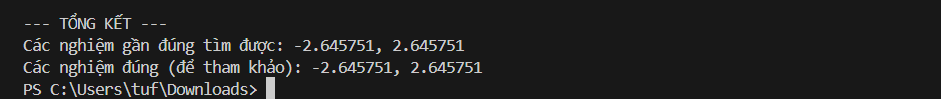 --- TỔNG KẾT ---
Các nghiệm gần đúng tìm được: -2.645751, 2.645751
Các nghiệm đúng (để tham khảo): -2.645751, 2.645751
PS C:\Users\tuf\Downloads>